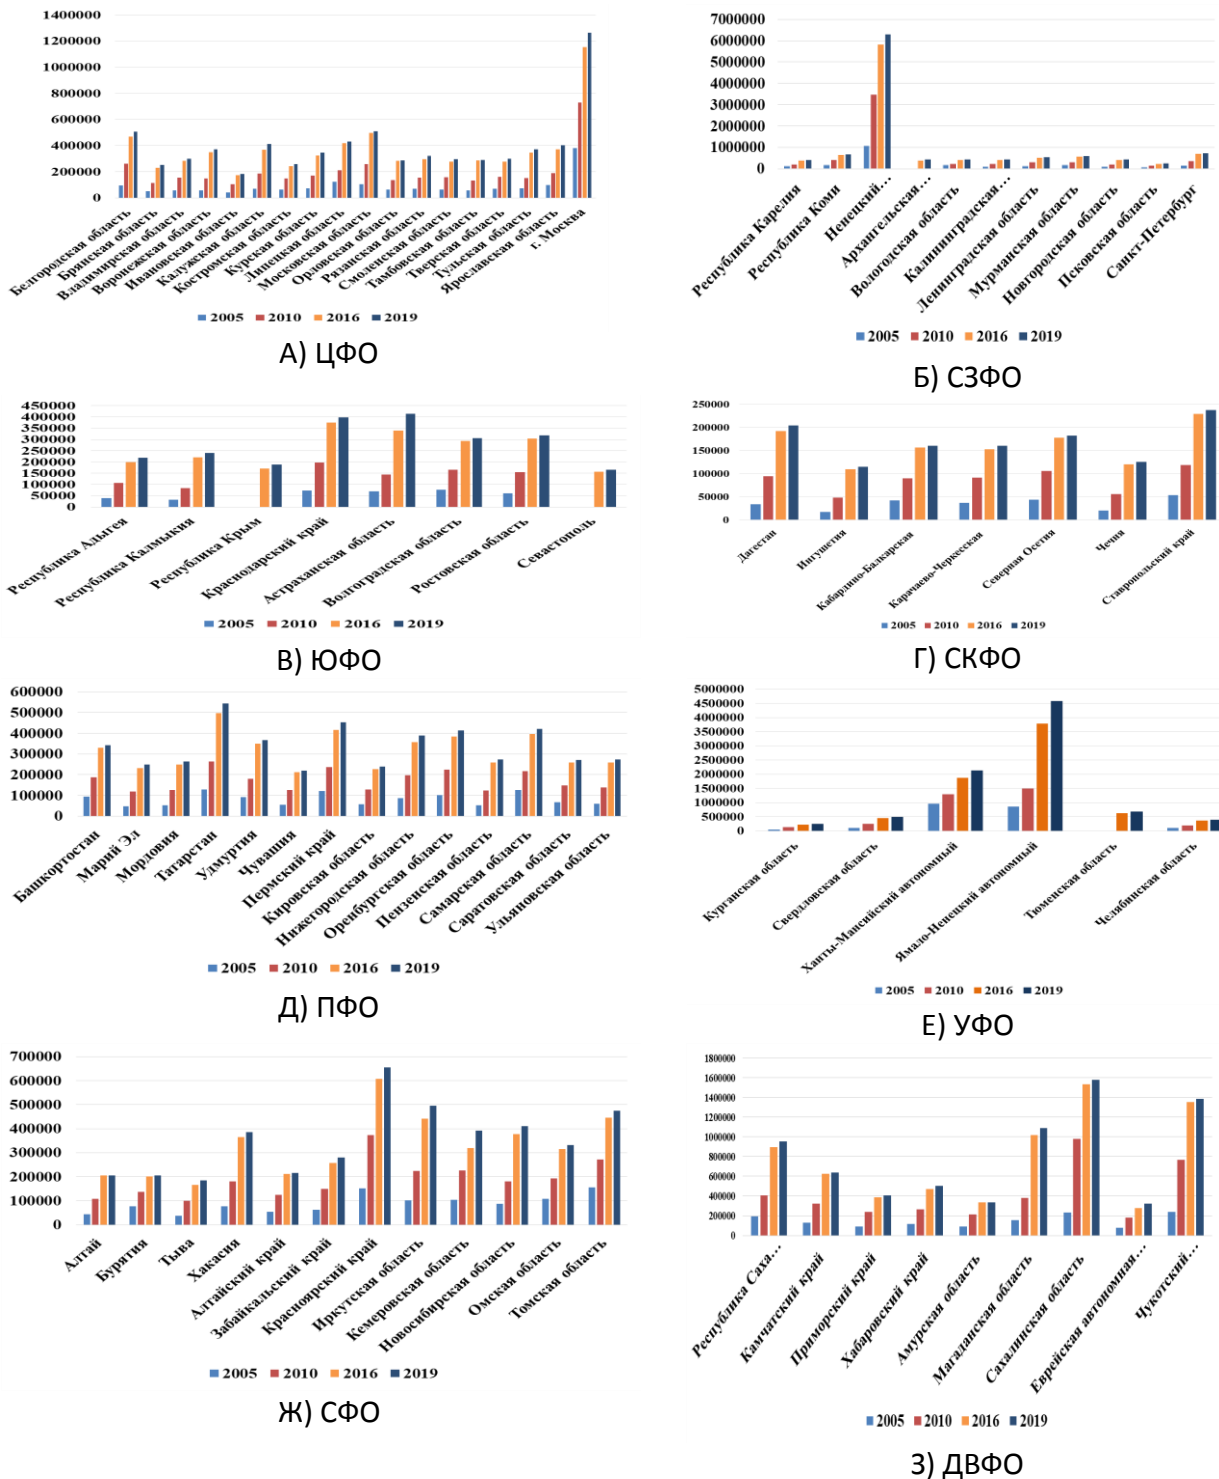 1400000
1200000
1000000
800000
600000
400000
200000
0
Белгородская область
Брянская область
Владимирская область
Воронежская область
Ивановская область
Калужская область
Костромская область
Курская область
Липецкая область
Московская область
Орловская область
Рязанская область
Смоленская область
Тамбовская область
Тверская область
Тульская область
Ярославская область
г. Москва
2005 2010 2016 2019
А) ЦФО
7000000
6000000
5000000
4000000
3000000
2000000
1000000
0
Республика Карелия
Республика Коми
Ненецкий...
Архангельская...
Вологодская область
Калининградская...
Ленинградская область
Мурманская область
Новгородская область
Псковская область
Санкт-Петербург
2005 2010 2016 2019
Б) СЗФО
450000
400000
350000
300000
250000
200000
150000
100000
50000
0
Республика Адыгея
Республика Калмыкия
Республика Крым
Краснодарский край
Астраханская область
Волгоградская область
Ростовская область
Севастополь
2005 2010 2016 2019
В) ЮФО
250000
200000
150000
100000
50000
0
Дагестан
Ингушетия
Кабардино-Балкарская
Карачаево-Черкесская
Северная Осетия
Чечня
Ставропольский край
2005 2010 2016 2019
Г) СКФО
600000
500000
400000
300000
200000
100000
0
Башкортостан
Марий Эл
Мордовия
Татарстан
Удмуртия
Чувашия
Пермский край
Кировская область
Нижегородская область
Оренбургская область
Пензенская область
Самарская область
Саратовская область
Ульяновская область
2005 2010 2016 2019
Д) ПФО
5000000
4500000
4000000
3500000
3000000
2500000
2000000
1500000
1000000
500000
0
Курганская область
Свердловская область
Ханты-Мансийский автономный
Ямало-Ненецкий автономный
Тюменская область
Челябинская область
2005 2010 2016 2019
Е) УФО
700000
600000
500000
400000
300000
200000
100000
0
Алтай
Бурятия
Тыва
Хакасия
Алтайский край
Забайкальский край
Красноярский край
Иркутская область
Кемеровская область
Новосибирская область
Омская область
Томская область
2005 2010 2016 2019
Ж) СФО
1800000
1600000
1400000
1200000
1000000
800000
600000
400000
200000
0
Республика Саха...
Камчатский край
Приморский край
Хабаровский край
Амурская область
Магаданская область
Сахалинская область
Еврейская автономная...
Чукотский...
2005 2010 2016 2019
З) ДВФО